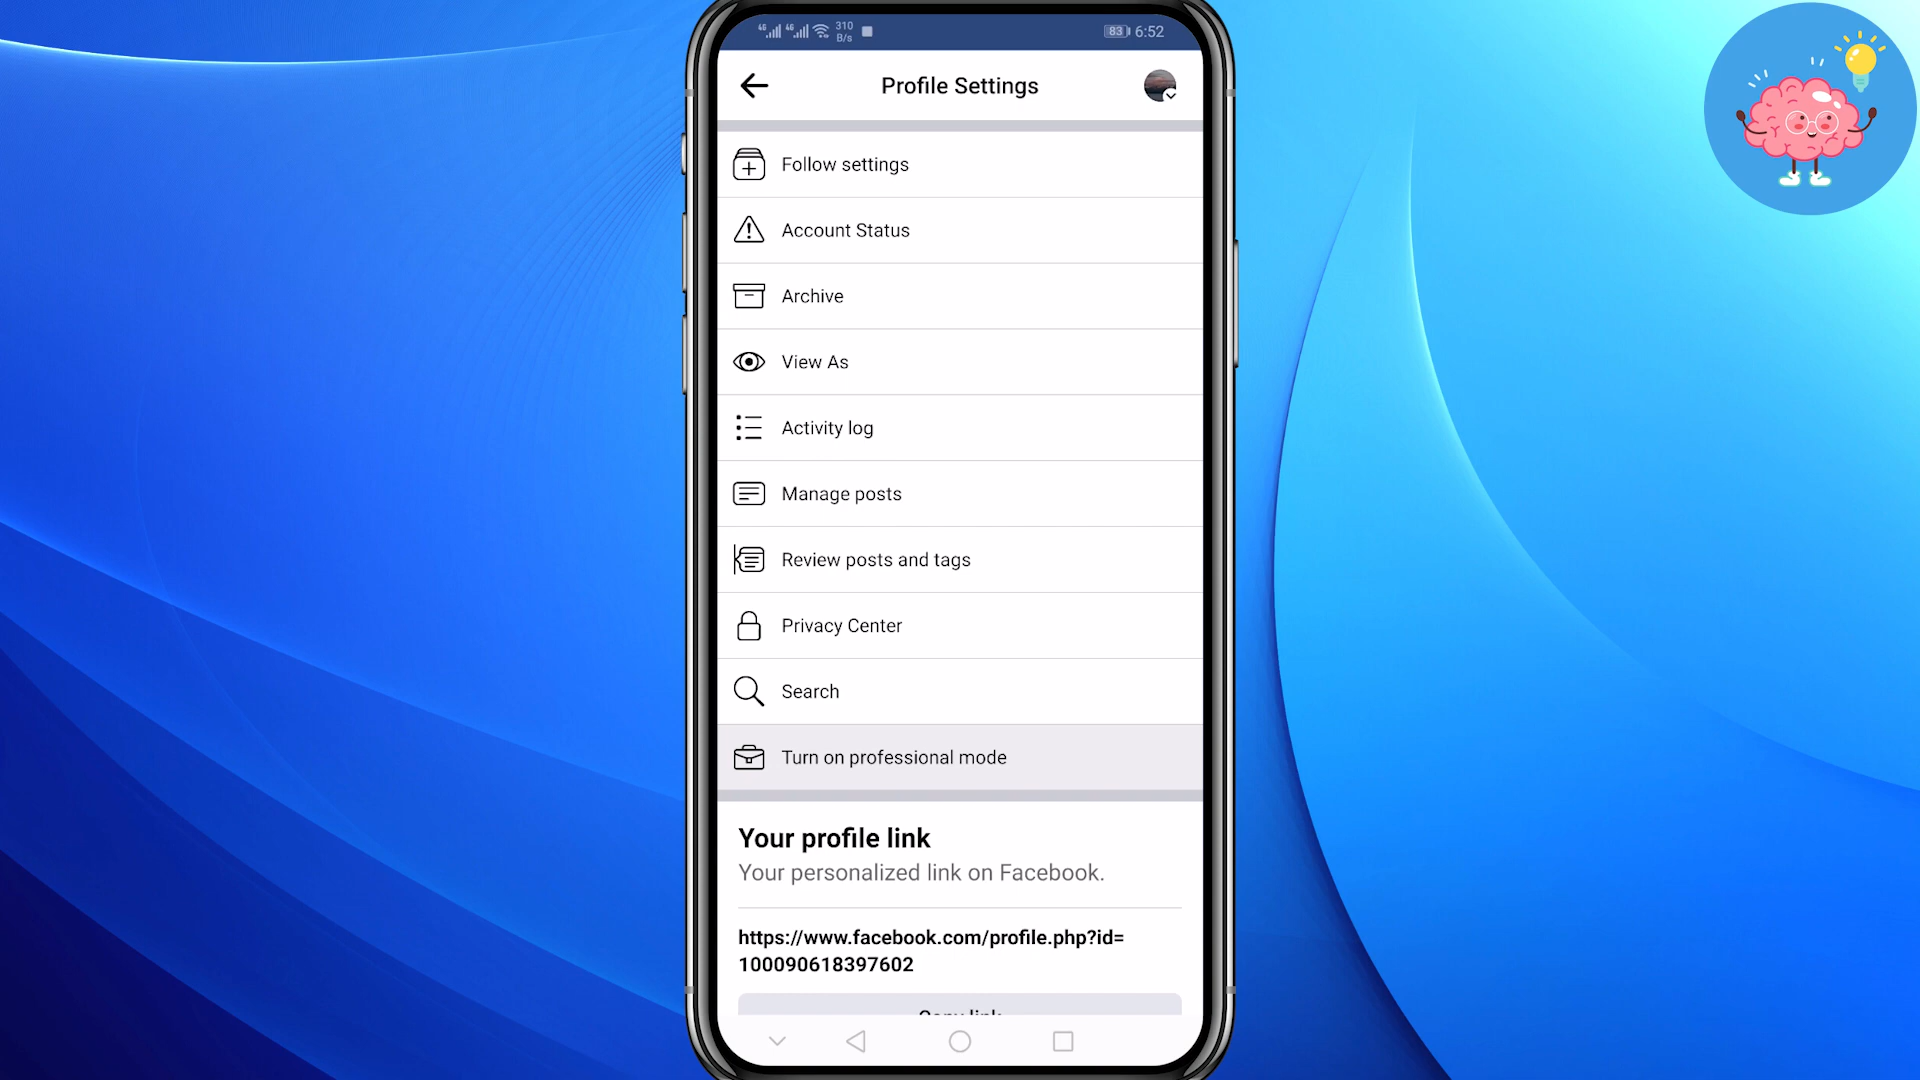 4G 4G 310 B/s 83 6:52
Profile Settings
Follow settings
Account Status
Archive
View As
Activity log
Manage posts
Review posts and tags
Privacy Center
Search
Turn on professional mode
Your profile link
Your personalized link on Facebook.
https://www.facebook.com/profile.php?id=
100090618397602
Copy link